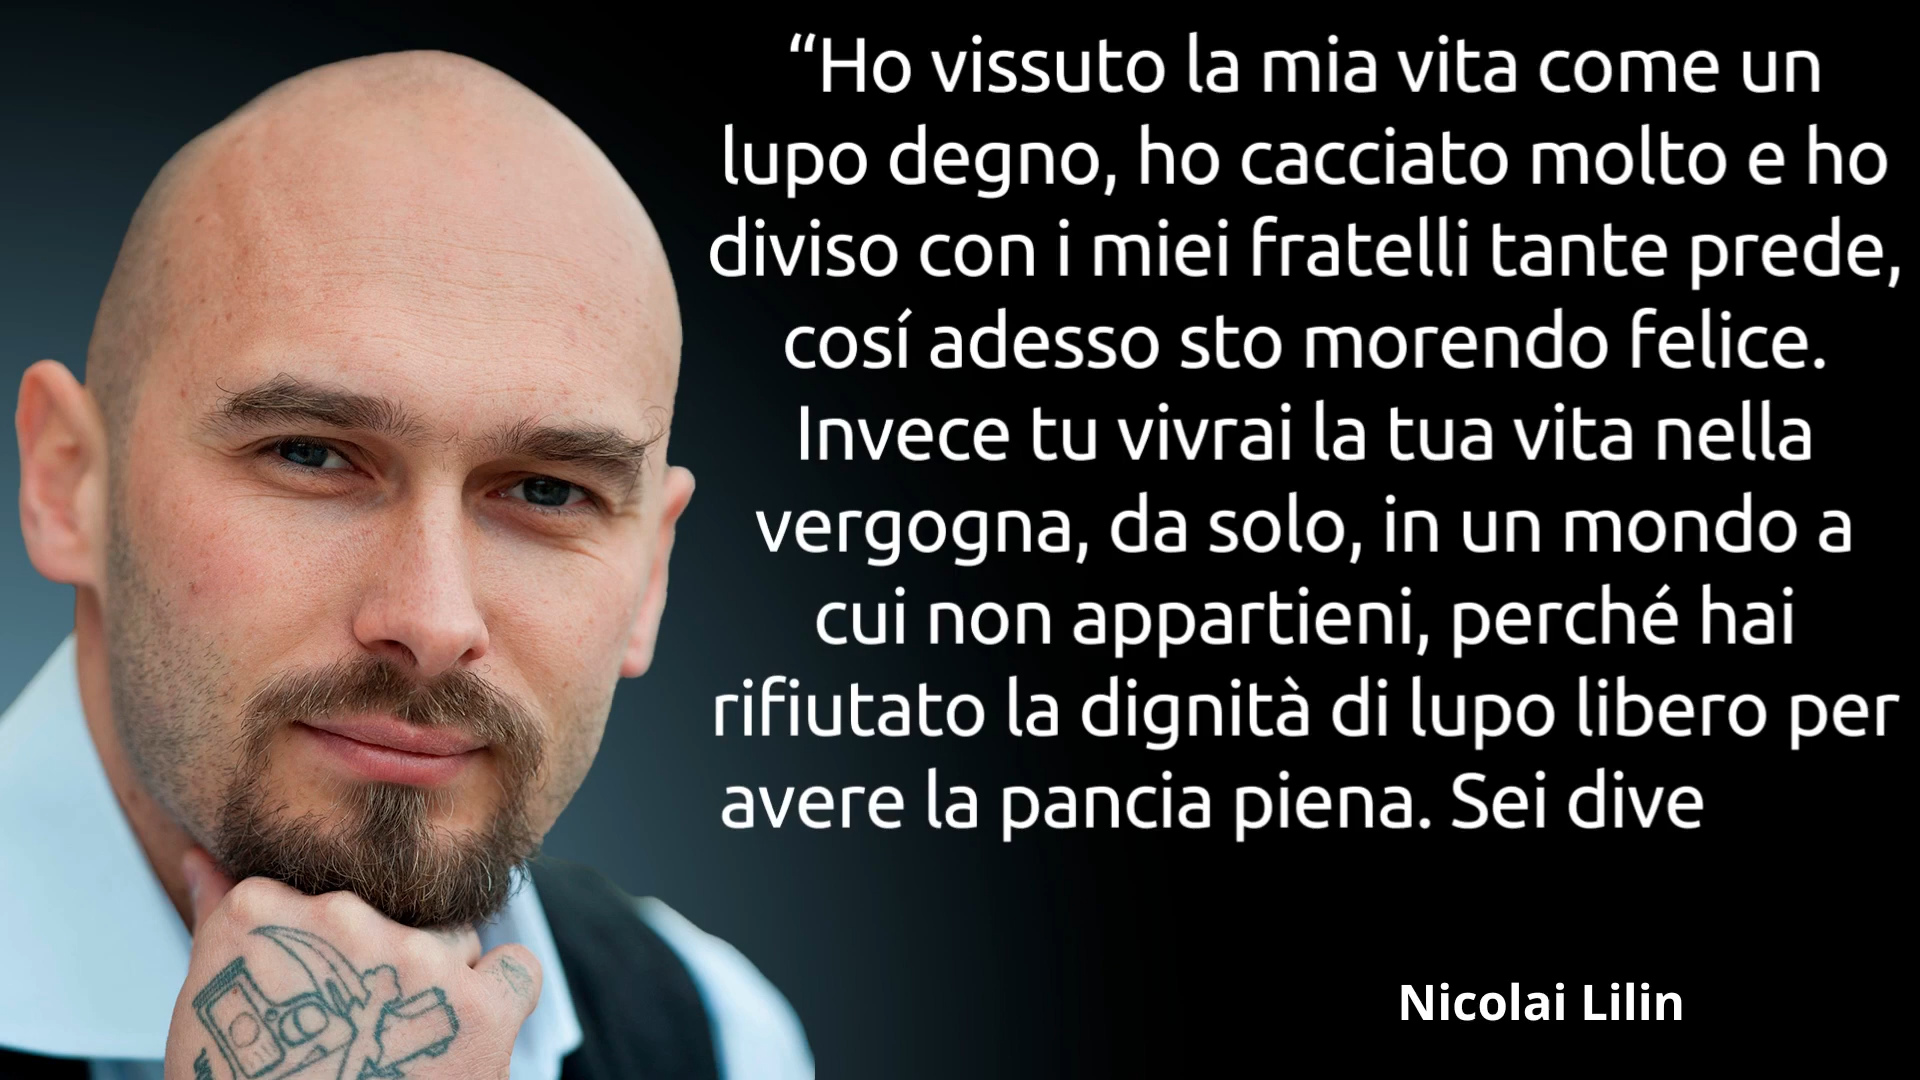 “Ho vissuto la mia vita come un
lupo degno, ho cacciato molto e ho
diviso con i miei fratelli tante prede,
cosí adesso sto morendo felice.
Invece tu vivrai la tua vita nella
vergogna, da solo, in un mondo a
cui non appartieni, perché hai
rifiutato la dignità di lupo libero per
avere la pancia piena. Sei dive
Nicolai Lilin